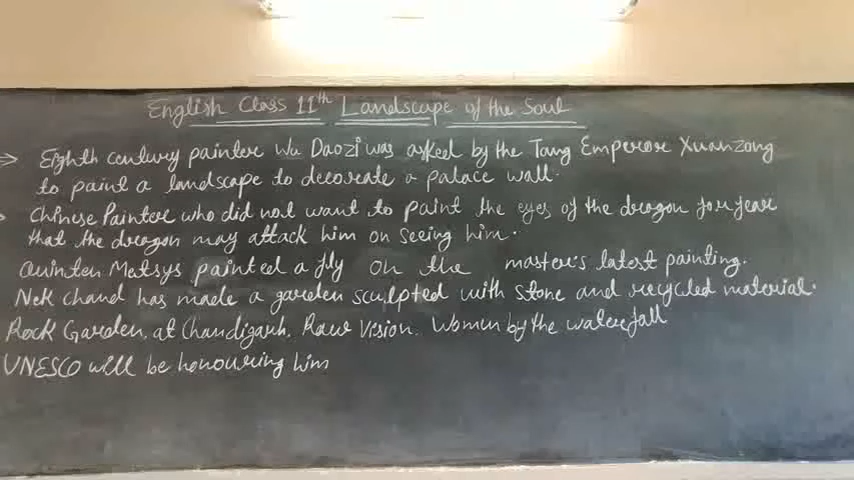 English Class 11th Landscape of the Soul
⇒ Eighth century painter Wu Daozi was asked by the Tang Emperor Xuanzong
to paint a landscape to decorate a palace wall.
Chinese Painter who did not want to paint the eyes of the dragon for fear
that the dragon may attack him on seeing him.
Quinten Metsys painted a fly on the master's latest painting.
Nek Chand has made a garden sculpted with stone and recycled material.
Rock Garden, at Chandigarh. Raw Vision. Women by the waterfall
UNESCO will be honouring him